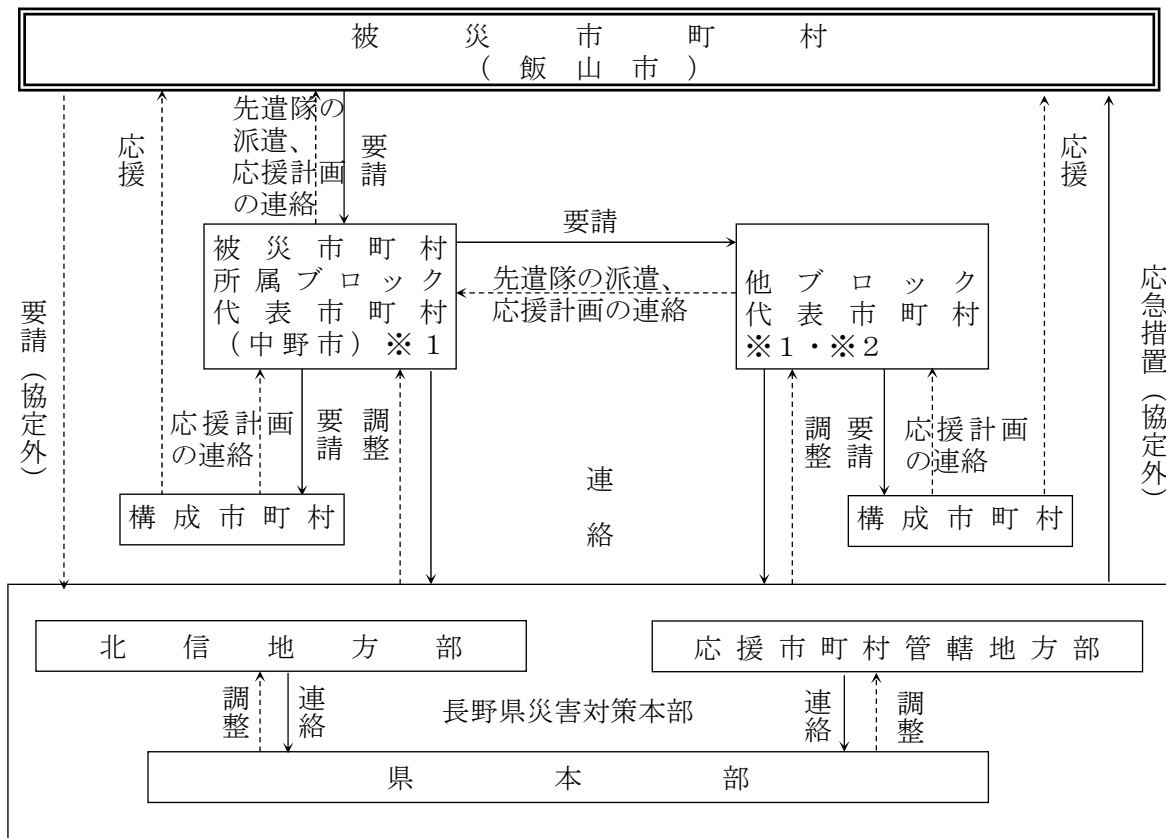 被災市町村
（飯山市）
先遣隊の
派遣、
応援計画
の連絡
要請
応援
応援
要請（協定外）
応急措置（協定外）
被災市町村
所属ブロック
代表市町村
（中野市）※１
要請
先遣隊の派遣、
応援計画の連絡
他ブロック
代表市町村
※１・※２
応援計画
の連絡
要請
調整
調整
要請
応援計画
の連絡
構成市町村
連絡
構成市町村
北信地方部
応援市町村管轄地方部
調整
連絡
長野県災害対策本部
連絡
調整
県本部